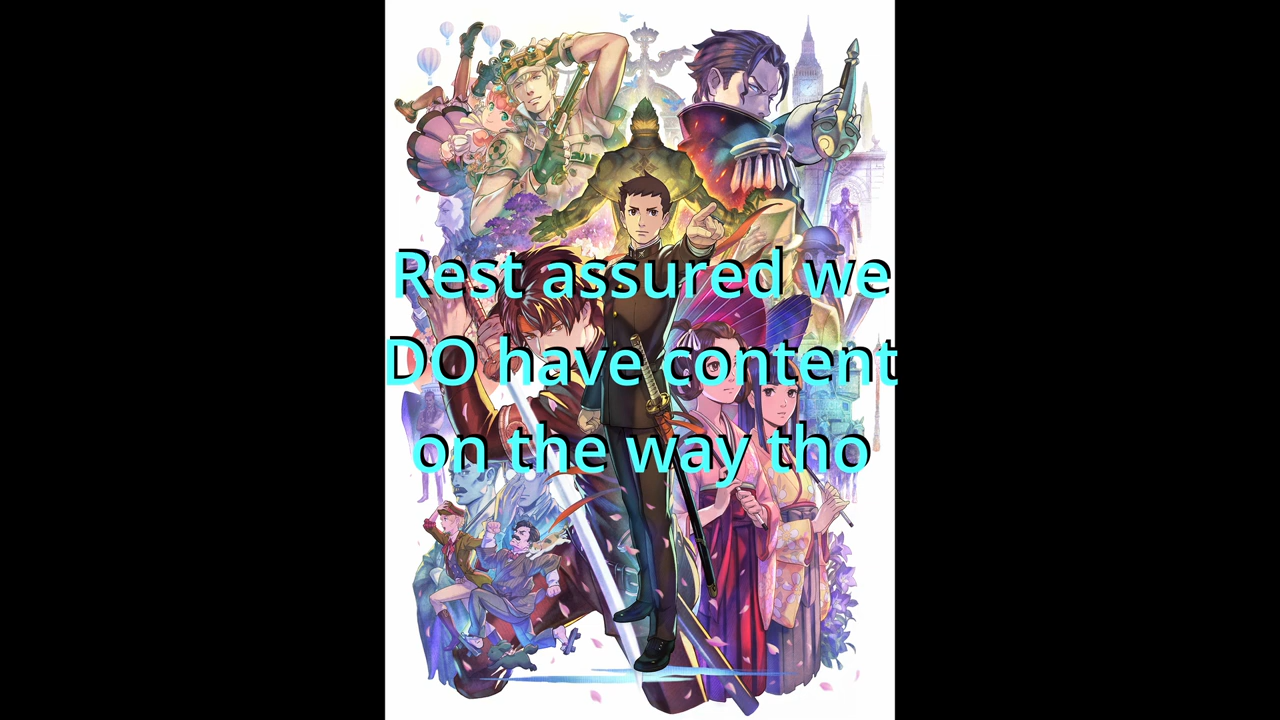 Rest assured we
DO have content
on the way tho